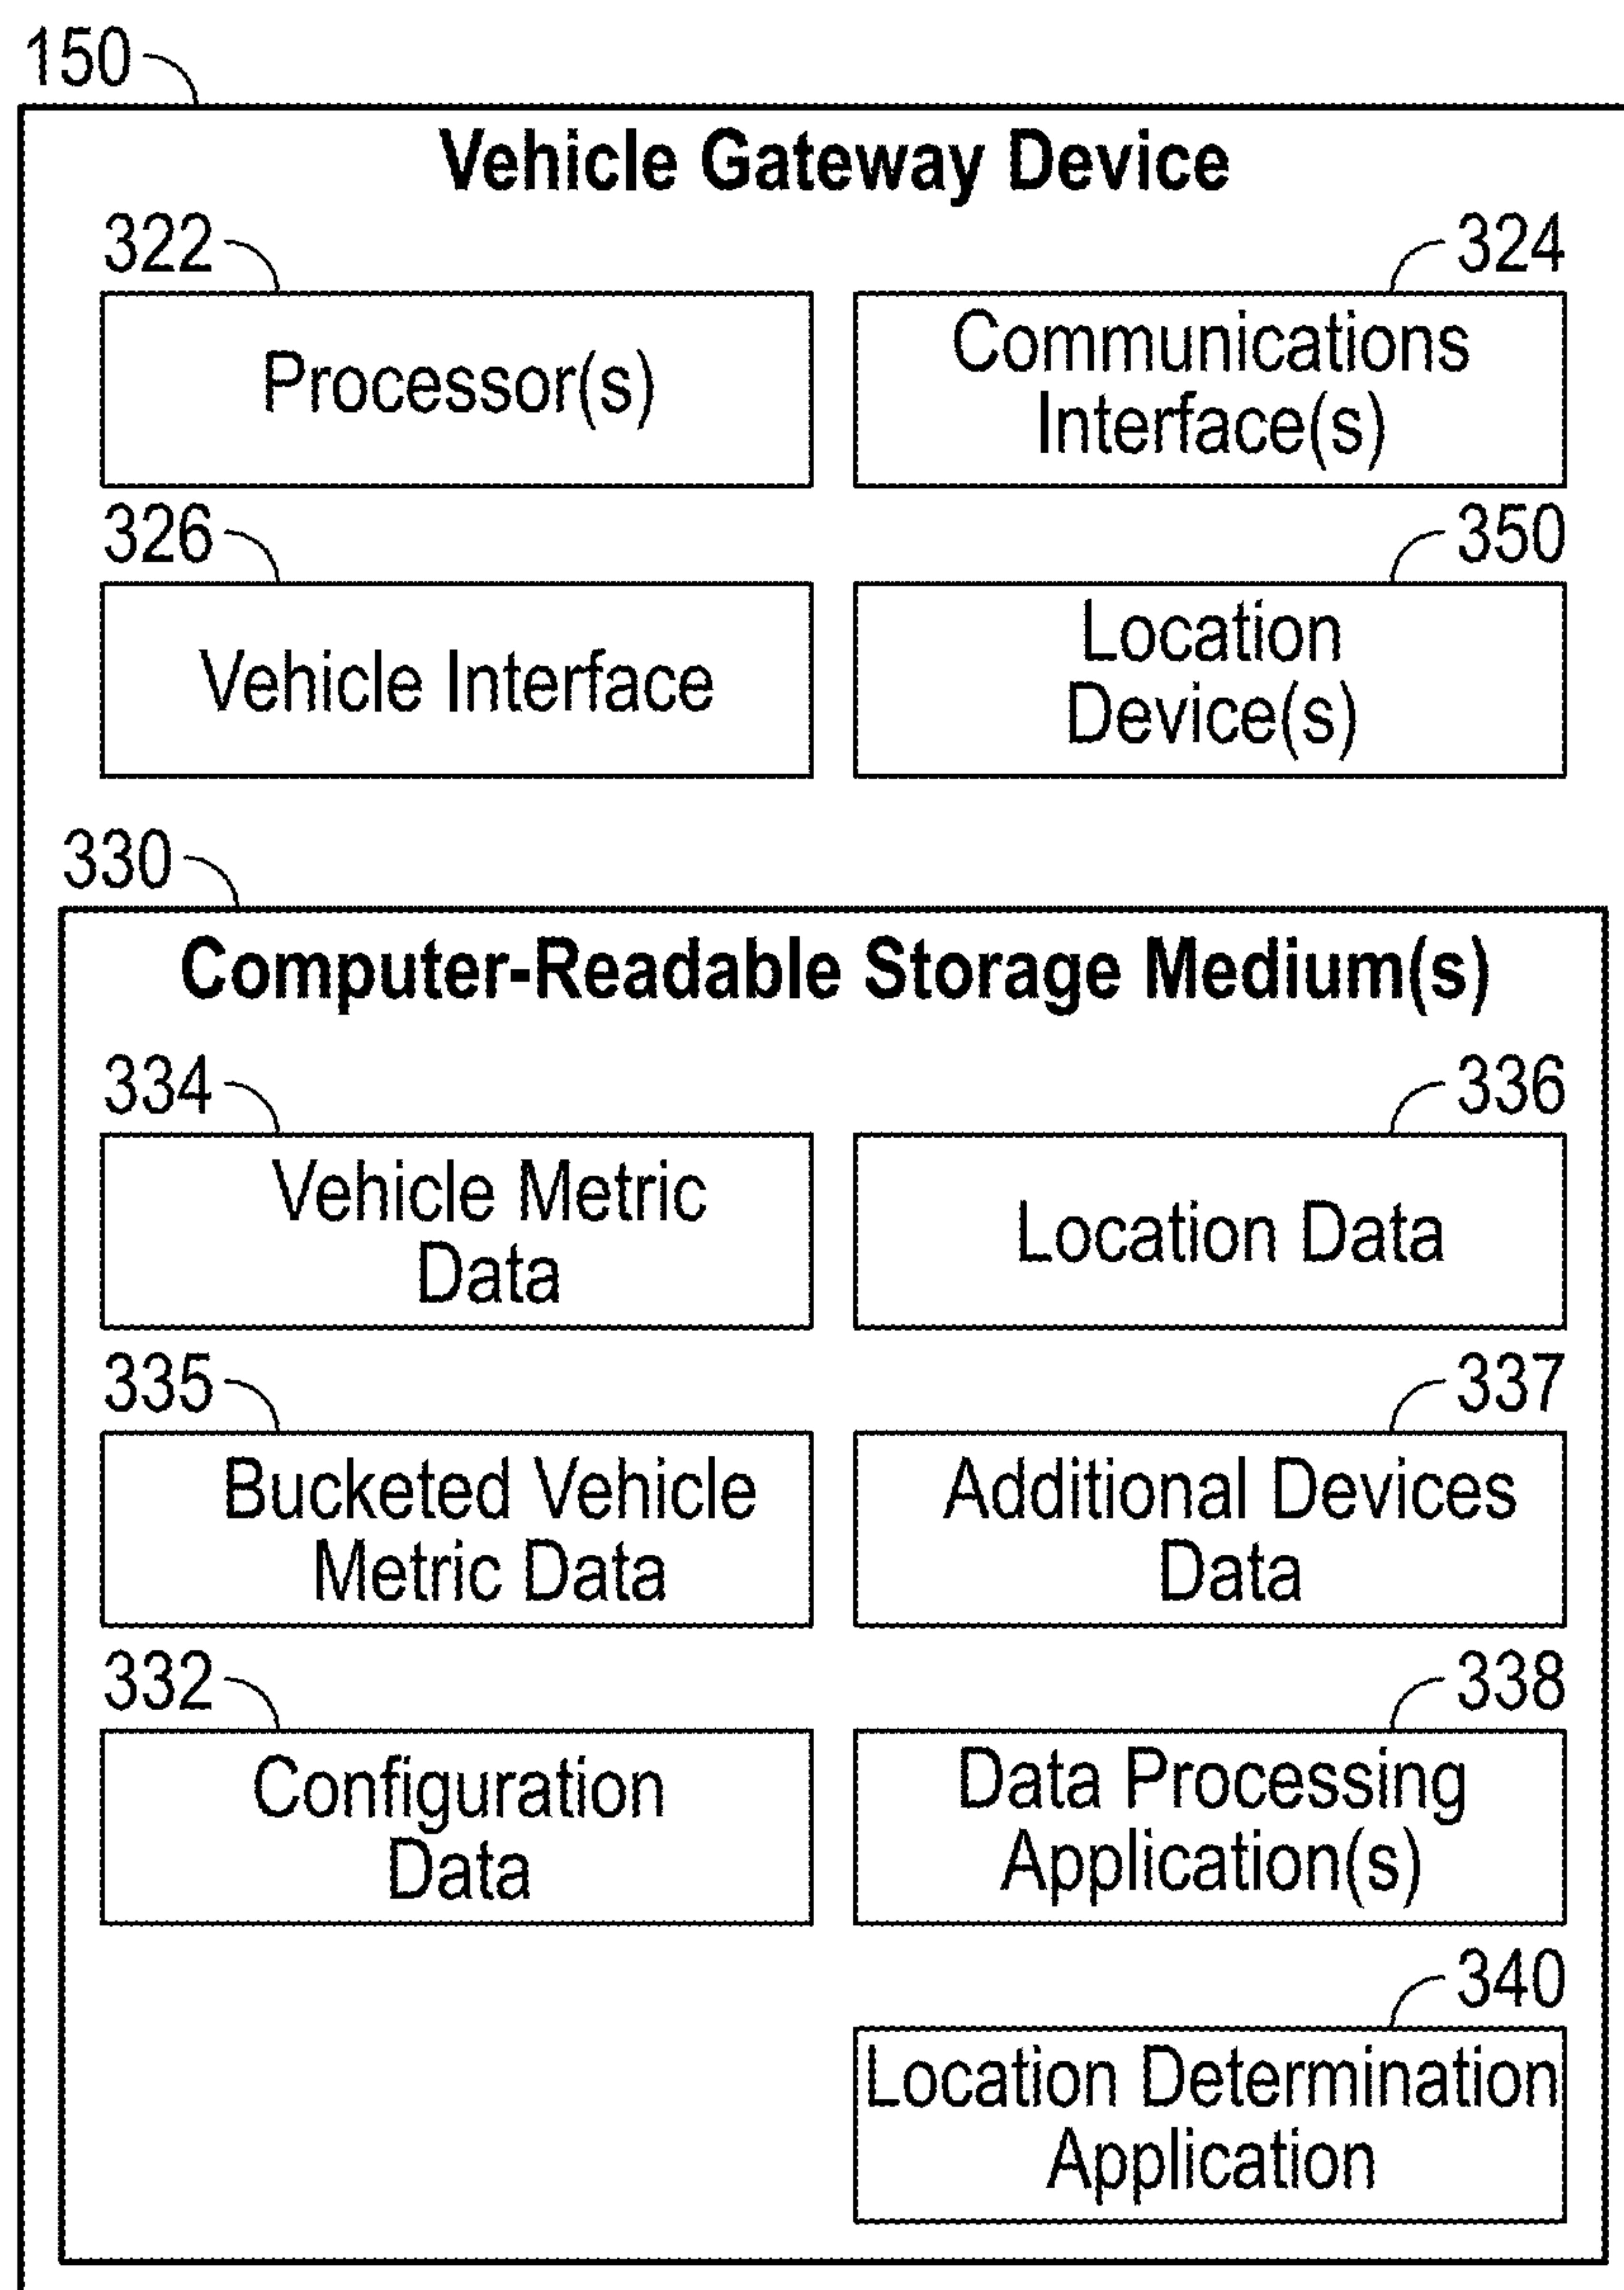 150
Vehicle Gateway Device
322
324
Processor(s)
Communications
Interface(s)
326
350
Vehicle Interface
Location
Device(s)
330
Computer-Readable Storage Medium(s)
334
336
Vehicle Metric
Data
Location Data
335
337
Bucketed Vehicle
Metric Data
Additional Devices
Data
332
338
Configuration
Data
Data Processing
Application(s)
340
Location Determination
Application